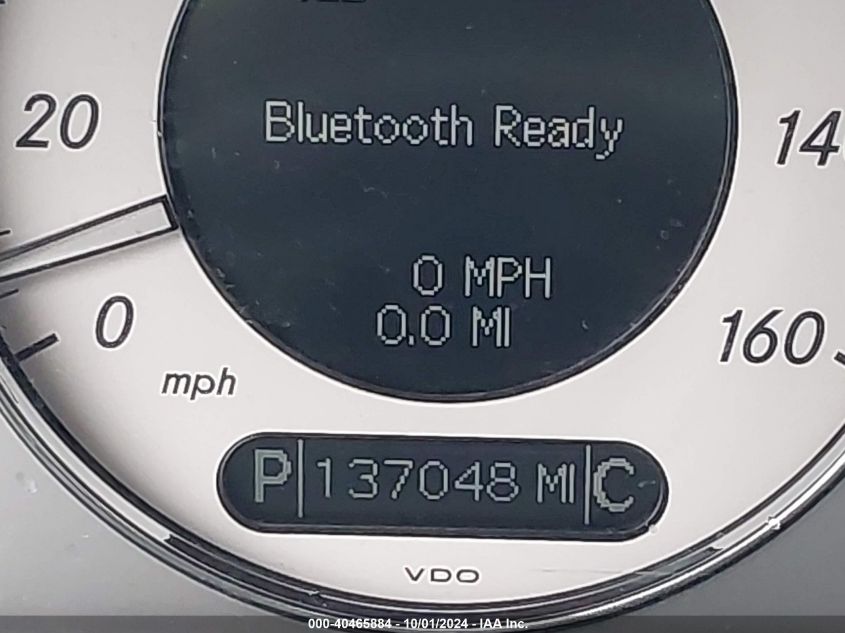 Bluetooth Ready
20
14
0 MPH
0.0 MI
0
160
mph
P 137048 MI C
VDO
000-40465884 - 10/01/2024 - IAA Inc.